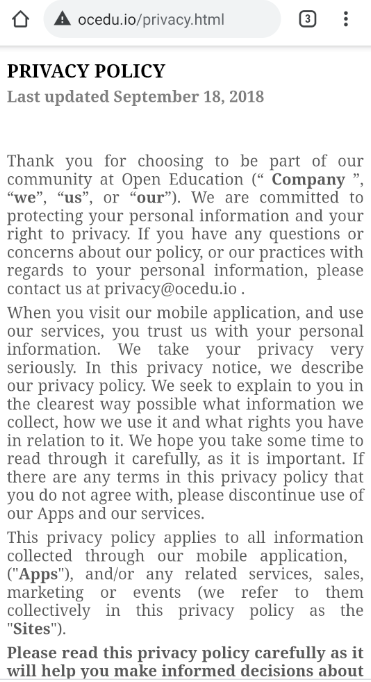 ocedu.io/privacy.html
3
PRIVACY POLICY
Last updated September 18, 2018
Thank you for choosing to be part of our
community at Open Education (“ Company ”,
“we”, “us”, or “our”). We are committed to
protecting your personal information and your
right to privacy. If you have any questions or
concerns about our policy, or our practices with
regards to your personal information, please
contact us at privacy@ocedu.io .
When you visit our mobile application, and use
our services, you trust us with your personal
information. We take your privacy very
seriously. In this privacy notice, we describe
our privacy policy. We seek to explain to you in
the clearest way possible what information we
collect, how we use it and what rights you have
in relation to it. We hope you take some time to
read through it carefully, as it is important. If
there are any terms in this privacy policy that
you do not agree with, please discontinue use of
our Apps and our services.
This privacy policy applies to all information
collected through our mobile application,
("Apps"), and/or any related services, sales,
marketing or events (we refer to them
collectively in this privacy policy as the
"Sites").
Please read this privacy policy carefully as it
will help you make informed decisions about